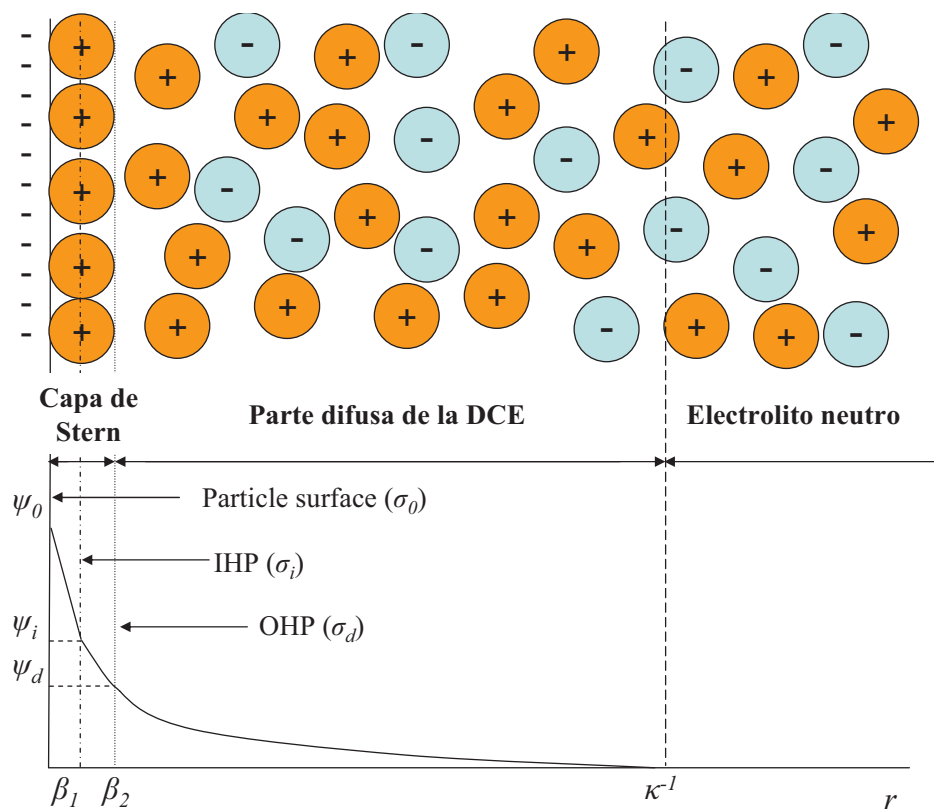 Capa de
Stern
Parte difusa de la DCE
Electrolito neutro
ψ0
Particle surface (σ0)
IHP (σi)
ψi
OHP (σd)
ψd
β1
β2
κ-1
r